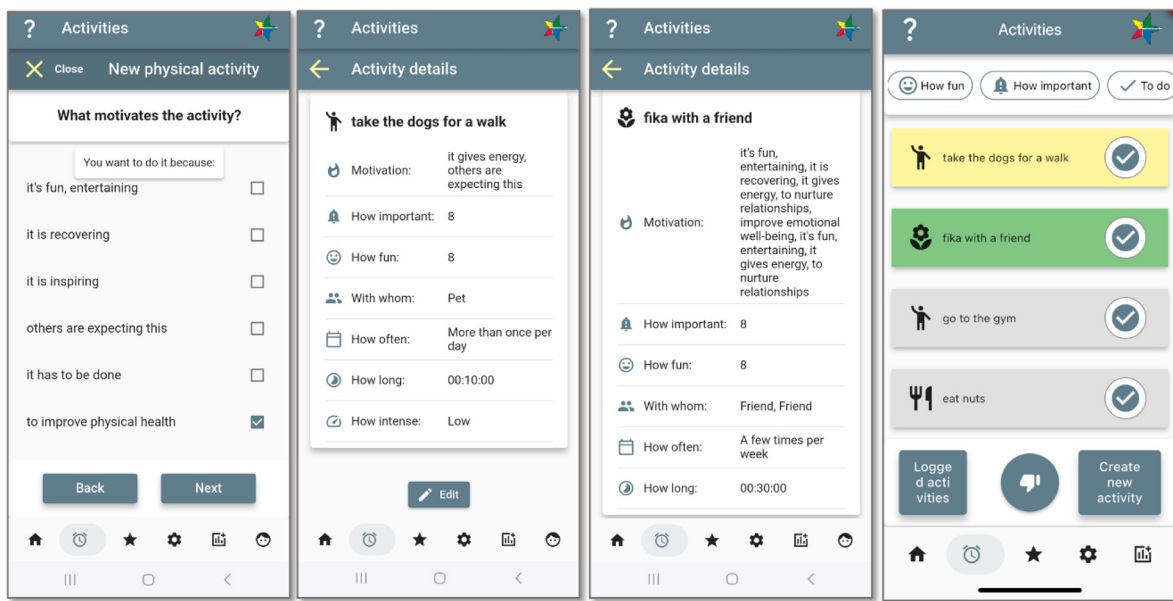 ? Activities
Close New physical activity
What motivates the activity?
You want to do it because:
it's fun, entertaining
it is recovering
it is inspiring
others are expecting this
it has to be done
to improve physical health
Back Next
? Activities
Activity details
take the dogs for a walk
Motivation: it gives energy,
others are
expecting this
How important: 8
How fun: 8
With whom: Pet
How often: More than once per
day
How long: 00:10:00
How intense: Low
Edit
? Activities
Activity details
fika with a friend
Motivation: it's fun,
entertaining, it is
recovering, it gives
energy, to nurture
relationships,
improve emotional
well-being, it's fun,
entertaining, it
gives energy, to
nurture
relationships
How important: 8
How fun: 8
With whom: Friend, Friend
How often: A few times per
week
How long: 00:30:00
? Activities
How fun How important To do
take the dogs for a walk
fika with a friend
go to the gym
eat nuts
Logge
d acti
vities
Create
new
activity